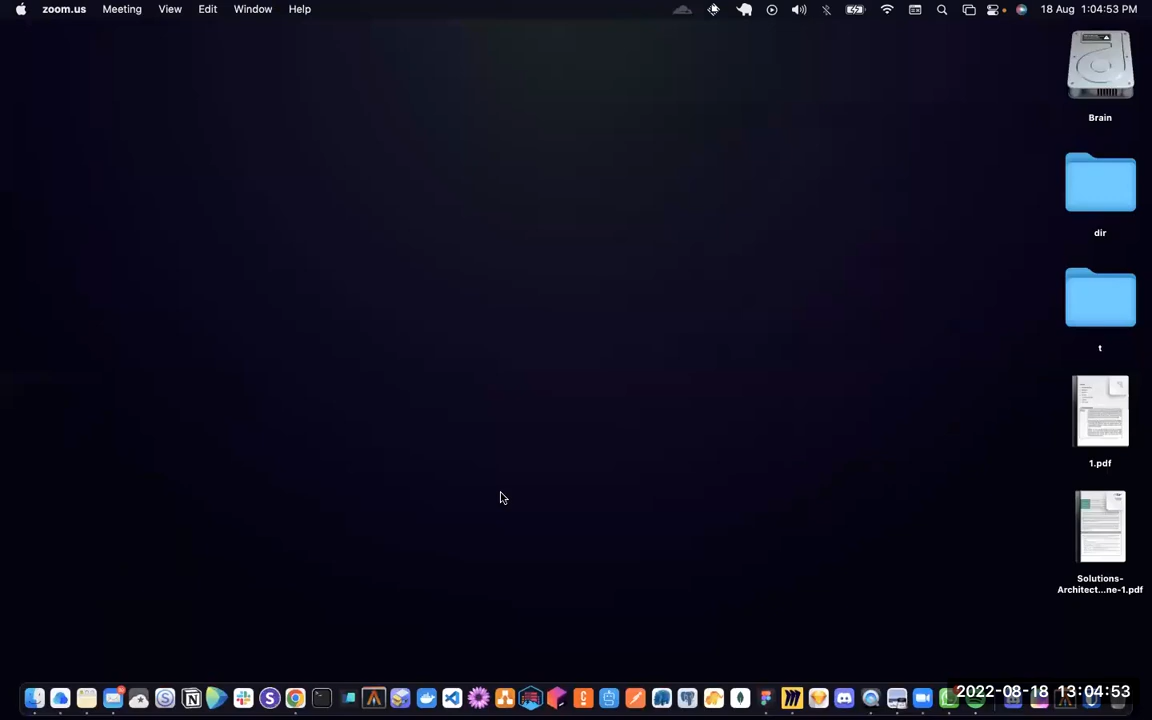 zoom.us Meeting View Edit Window Help 18 Aug 1:04:53 PM
Brain
dir
t
1.pdf
Solutions-
Architect...ne-1.pdf
2022-08-18 13:04:53